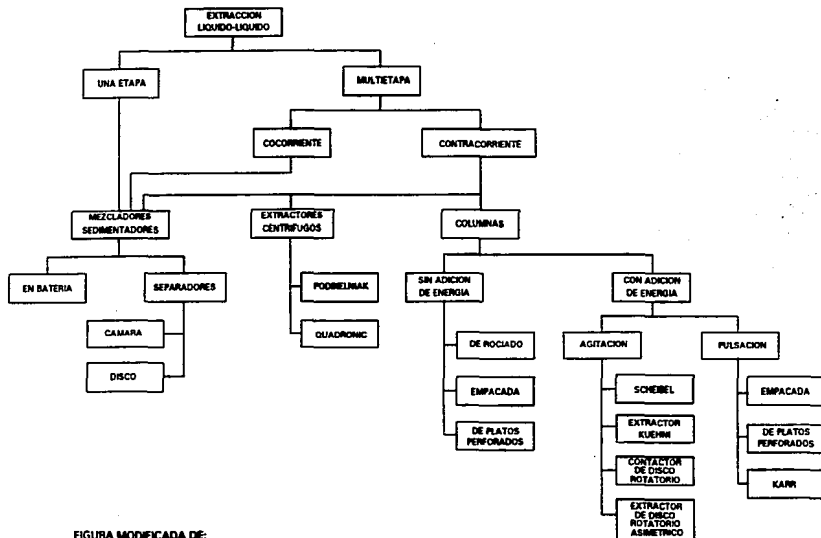 EXTRACCION
LIQUIDO-LIQUIDO
UNA ETAPA
MULTIETAPA
COCORRIENTE
CONTRACORRIENTE
MEZCLADORES
SEDIMENTADORES
EXTRACTORES
CENTRIFUGOS
COLUMNAS
EN BATERIA
SEPARADORES
PODBIELNIAK
SIN ADICION
DE ENERGIA
CON ADICION
DE ENERGIA
CAMARA
QUADRONIC
DE ROCIADO
AGITACION
PULSACION
DISCO
EMPACADA
SCHEIBEL
EMPACADA
DE PLATOS
PERFORADOS
EXTRACTOR
KUEHNI
DE PLATOS
PERFORADOS
CONTACTOR
DE DISCO
ROTATORIO
KARR
EXTRACTOR
DE DISCO
ROTATORIO
ASIMETRICO
FIGURA MODIFICADA DE: